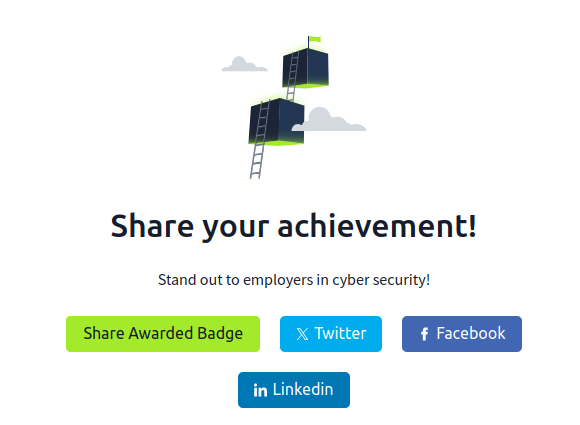 Share your achievement!
Stand out to employers in cyber security!
Share Awarded Badge
𝕏 Twitter
f Facebook
in Linkedin